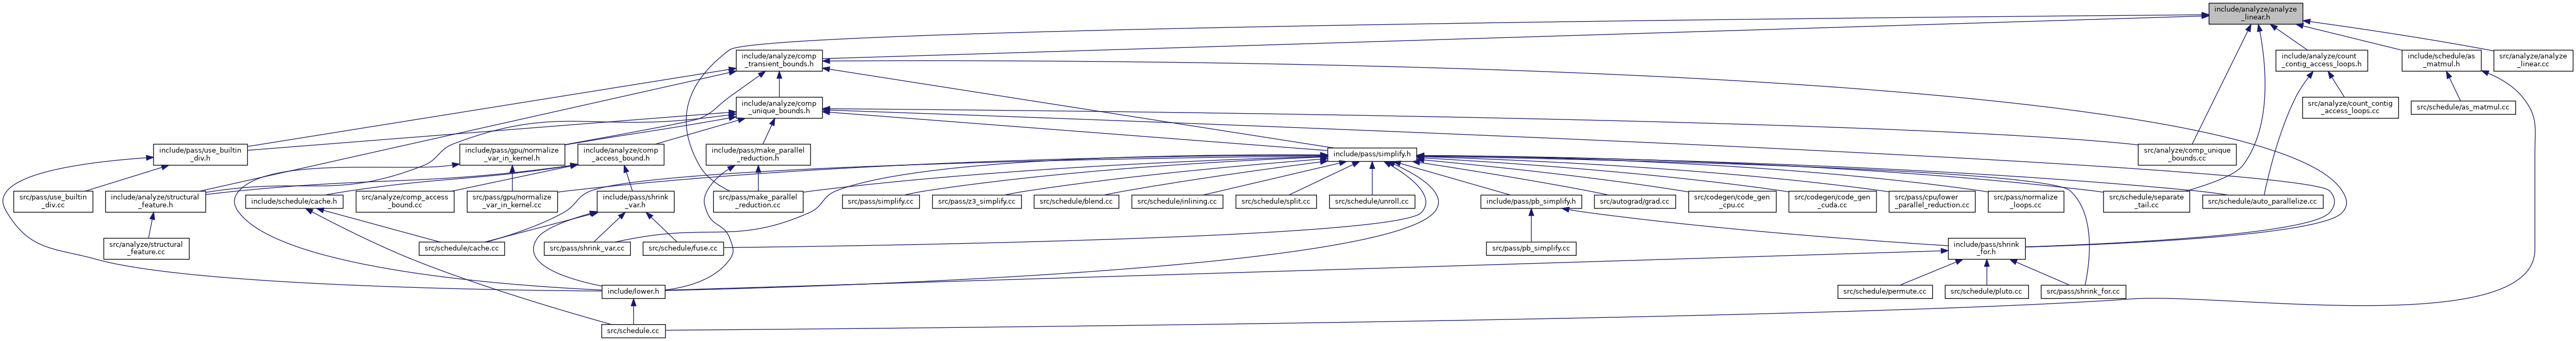 include/analyze/analyze
_linear.h
include/analyze/comp
_transient_bounds.h
include/analyze/count
_contig_access_loops.h
include/schedule/as
_matmul.h
src/analyze/analyze
_linear.cc
include/analyze/comp
_unique_bounds.h
src/analyze/count_contig
_access_loops.cc
src/schedule/as_matmul.cc
include/pass/use_builtin
_div.h
include/pass/gpu/normalize
_var_in_kernel.h
include/analyze/comp
_access_bound.h
include/pass/make_parallel
_reduction.h
include/pass/simplify.h
src/analyze/comp_unique
_bounds.cc
src/pass/use_builtin
_div.cc
include/analyze/structural
_feature.h
include/schedule/cache.h
src/analyze/comp_access
_bound.cc
src/pass/gpu/normalize
_var_in_kernel.cc
include/pass/shrink
_var.h
src/pass/make_parallel
_reduction.cc
src/pass/simplify.cc
src/pass/z3_simplify.cc
src/schedule/blend.cc
src/schedule/inlining.cc
src/schedule/split.cc
src/schedule/unroll.cc
include/pass/pb_simplify.h
src/autograd/grad.cc
src/codegen/code_gen
_cpu.cc
src/codegen/code_gen
_cuda.cc
src/pass/cpu/lower
_parallel_reduction.cc
src/pass/normalize
_loops.cc
src/schedule/separate
_tail.cc
src/schedule/auto_parallelize.cc
src/analyze/structural
_feature.cc
src/schedule/cache.cc
src/pass/shrink_var.cc
src/schedule/fuse.cc
src/pass/pb_simplify.cc
include/pass/shrink
_for.h
include/lower.h
src/schedule/permute.cc
src/schedule/pluto.cc
src/pass/shrink_for.cc
src/schedule.cc